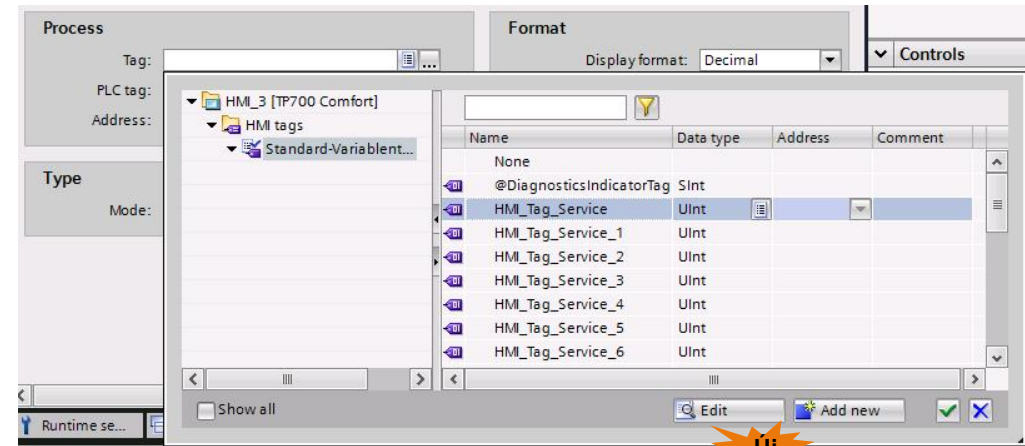 Process
Format
Tag:
...
Display format: Decimal
Controls
PLC tag:
Address:
HMI_3 [TP700 Comfort]
HMI tags
Standard-Variablent...
Name Data type Address Comment
None
@DiagnosticsIndicatorTag SInt
Type
Mode:
HMI_Tag_Service UInt
HMI_Tag_Service_1 UInt
HMI_Tag_Service_2 UInt
HMI_Tag_Service_3 UInt
HMI_Tag_Service_4 UInt
HMI_Tag_Service_5 UInt
HMI_Tag_Service_6 UInt
Show all
Edit
Add new
Runtime se...